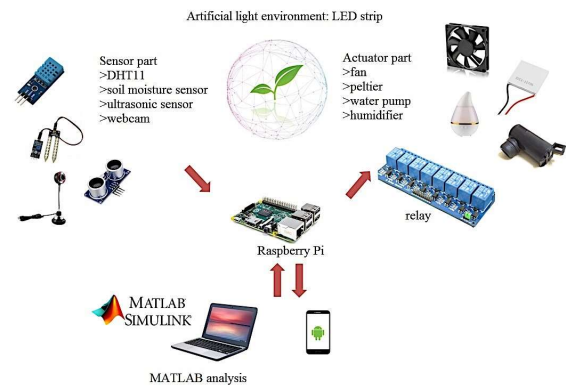 Artificial light environment: LED strip
Sensor part
>DHT11
>soil moisture sensor
>ultrasonic sensor
>webcam
Actuator part
>fan
>peltier
>water pump
>humidifier
relay
Raspberry Pi
MATLAB
SIMULINK
MATLAB analysis